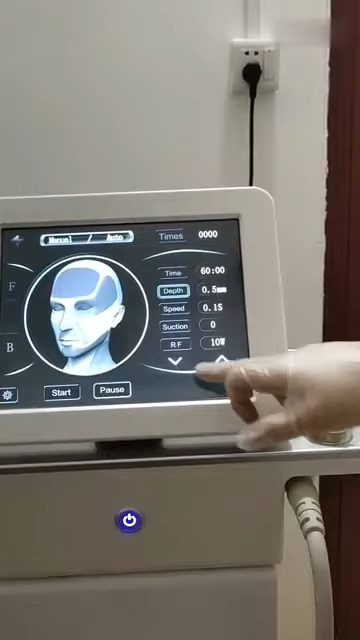 Manual / Auto
Times 0000
F
Time 60:00
Depth 0.5mm
Speed 0.1S
Suction 0
B
RF 10W
Start Pause